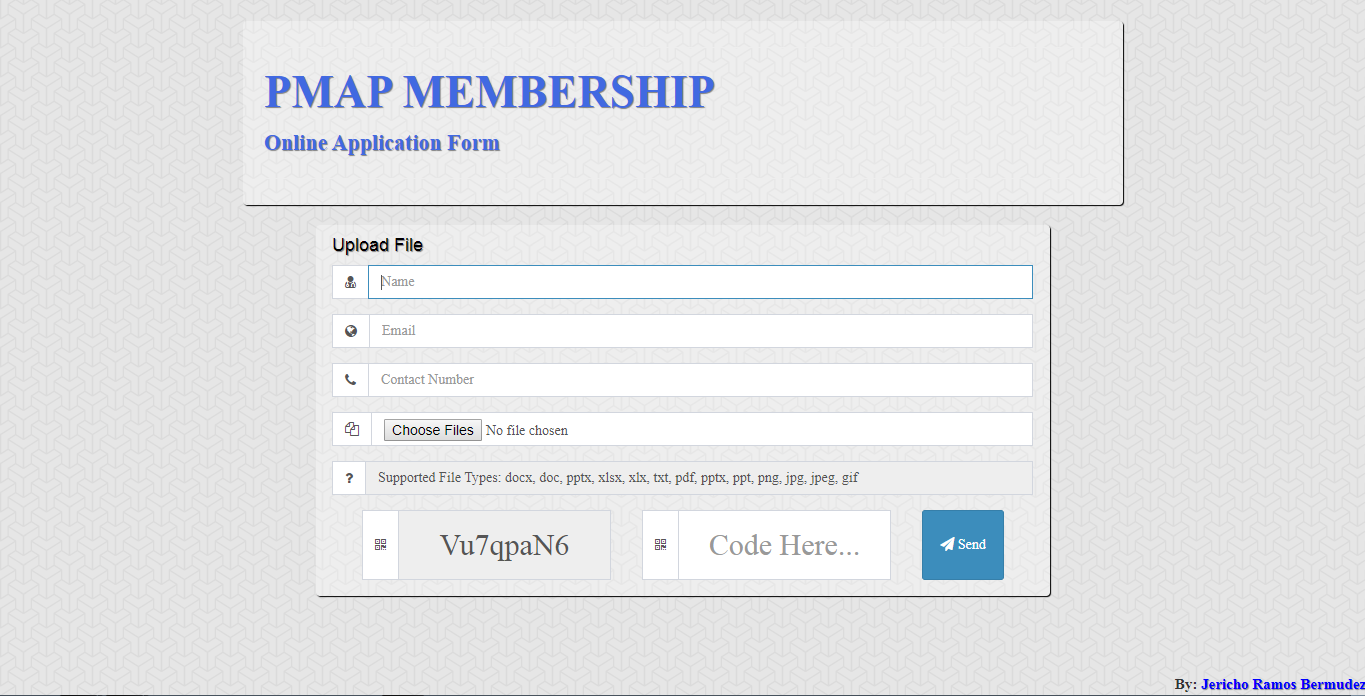 PMAP MEMBERSHIP
Online Application Form
Upload File
Name
Email
Contact Number
Choose Files No file chosen
? Supported File Types: docx, doc, pptx, xlsx, xlx, txt, pdf, pptx, ppt, png, jpg, jpeg, gif
Vu7qpaN6 Code Here... Send
By: Jericho Ramos Bermudez